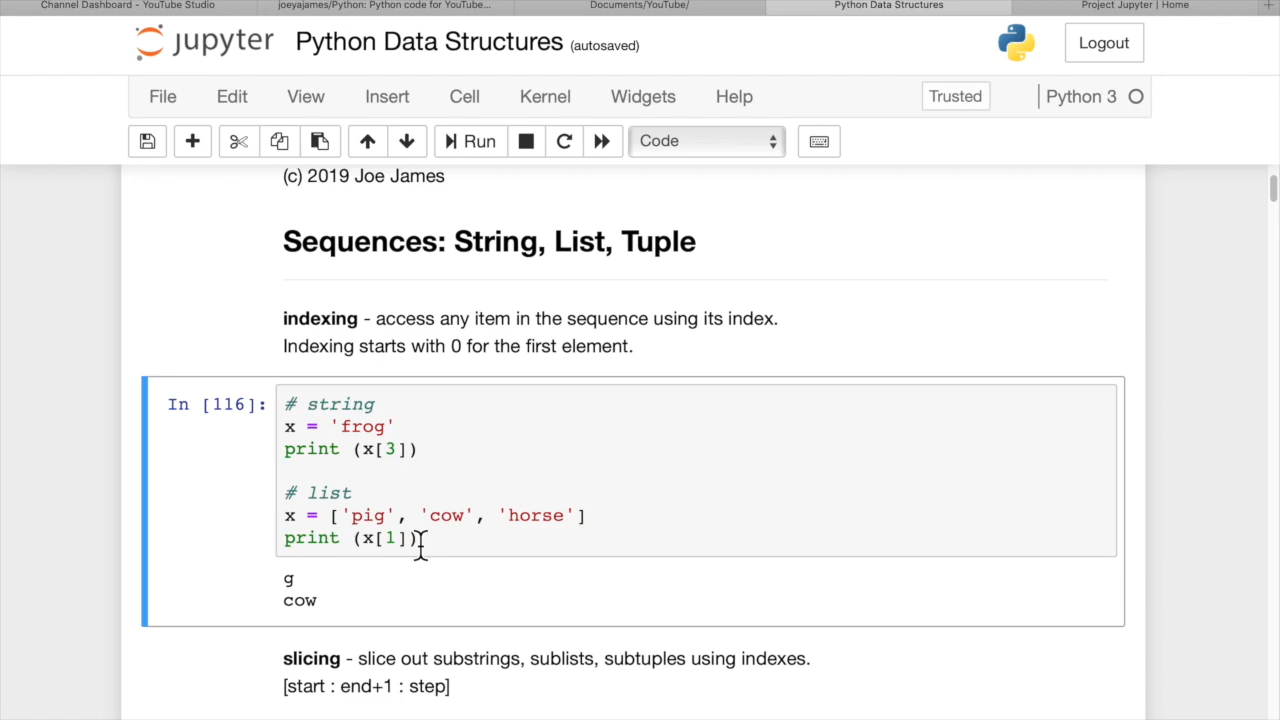 Channel Dashboard - YouTube Studio joeyajames/Python: Python code for YouTube... Documents/YouTube/ Python Data Structures Project Jupyter | Home +
jupyter Python Data Structures (autosaved) Logout
File Edit View Insert Cell Kernel Widgets Help Trusted Python 3
Run Code
(c) 2019 Joe James
Sequences: String, List, Tuple
indexing - access any item in the sequence using its index.
Indexing starts with 0 for the first element.
In [116]: # string
x = 'frog'
print (x[3])
# list
x = ['pig', 'cow', 'horse']
print (x[1])
g
cow
slicing - slice out substrings, sublists, subtuples using indexes.
[start : end+1 : step]